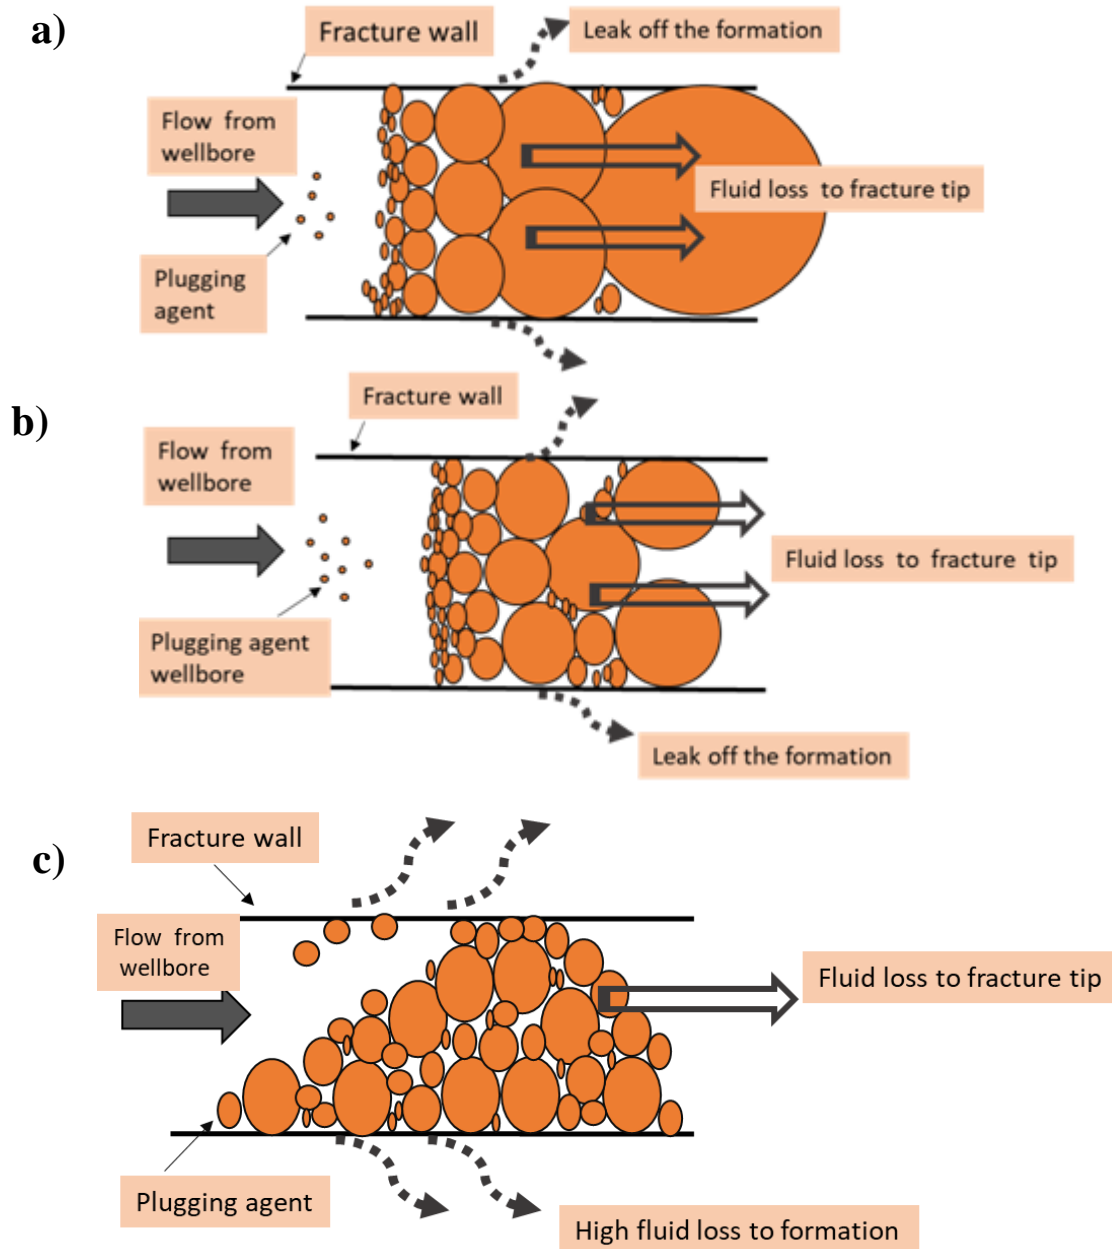 a)
Fracture wall
Leak off the formation
Flow from
wellbore
Fluid loss to fracture tip
Plugging
agent
b)
Fracture wall
Flow from
wellbore
Fluid loss to fracture tip
Plugging agent
wellbore
Leak off the formation
c)
Fracture wall
Flow from
wellbore
Fluid loss to fracture tip
Plugging agent
High fluid loss to formation